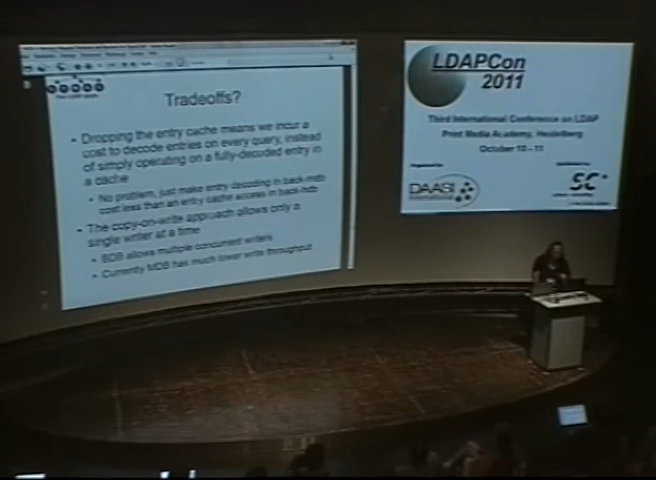 Tradeoffs?
• Dropping the entry cache means we incur a
cost to decode entries on every query, instead
of simply operating on a fully-decoded entry in
a cache
• No problem, just make entry decoding in back-mdb
cost less than an entry cache access in back-hdb
• The copy-on-write approach allows only a
single writer at a time
• BDB allows multiple concurrent writers
• Currently MDB has much lower write throughput
LDAPCon
2011
Third International Conference on LDAP
Print Media Academy, Heidelberg
October 10 - 11
DAASI
International